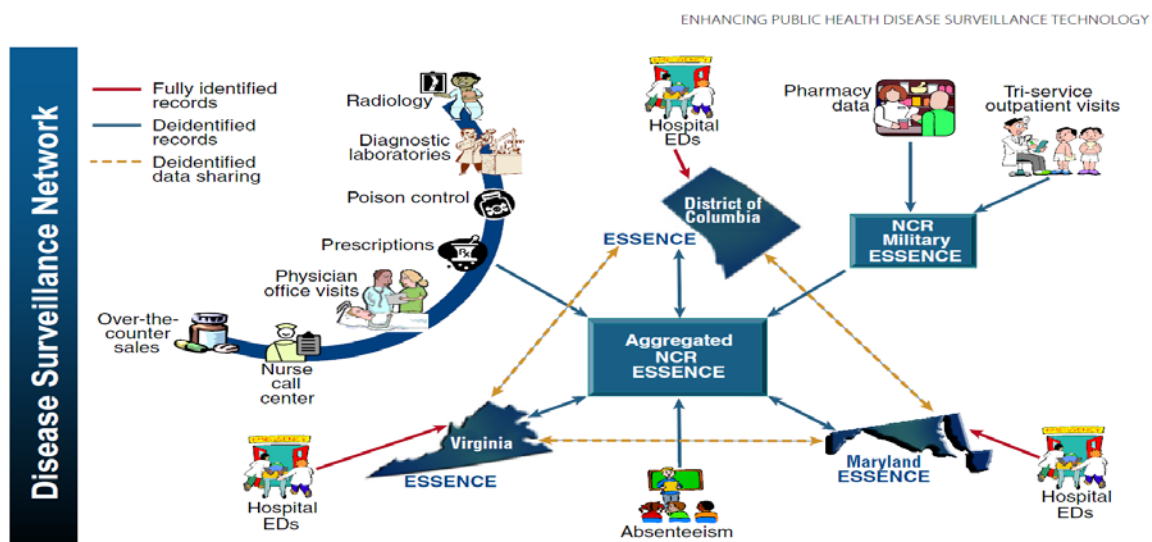 ENHANCING PUBLIC HEALTH DISEASE SURVEILLANCE TECHNOLOGY
Disease Surveillance Network
Fully identified
records
Deidentified
records
Deidentified
data sharing
Radiology
Diagnostic
laboratories
Poison control
Prescriptions
Rx
Physician
office visits
Over-the-
counter
sales
Nurse
call
center
Hospital
EDs
Pharmacy
data
Tri-service
outpatient visits
District of
Columbia
ESSENCE
NCR
Military
ESSENCE
Aggregated
NCR
ESSENCE
Virginia
ESSENCE
Hospital
EDs
Absenteeism
Maryland
ESSENCE
Hospital
EDs